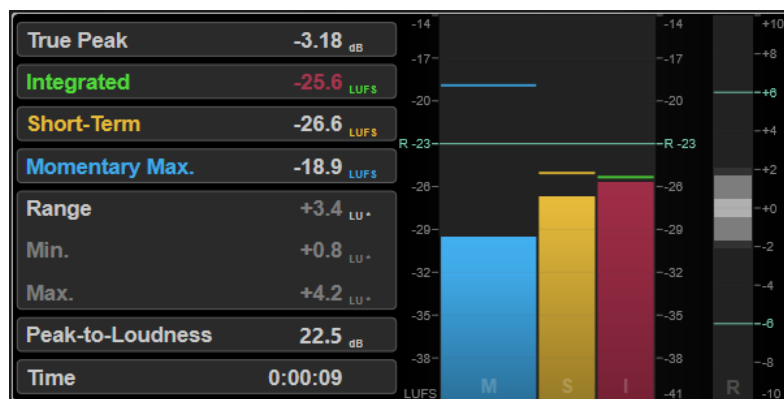 True Peak -3.18 dB
Integrated -25.6 LUFS
Short-Term -26.6 LUFS
Momentary Max. -18.9 LUFS
Range +3.4 LU*
Min. +0.8 LU*
Max. +4.2 LU*
Peak-to-Loudness 22.5 dB
Time 0:00:09
-14
-17
-20
R -23
-26
-29
-32
-35
-38
LUFS
M
S
I
-14
-17
-20
R -23
-26
-29
-32
-35
-38
-41
R
+10
+8
+6
+4
+2
+0
-2
-4
-6
-8
-10